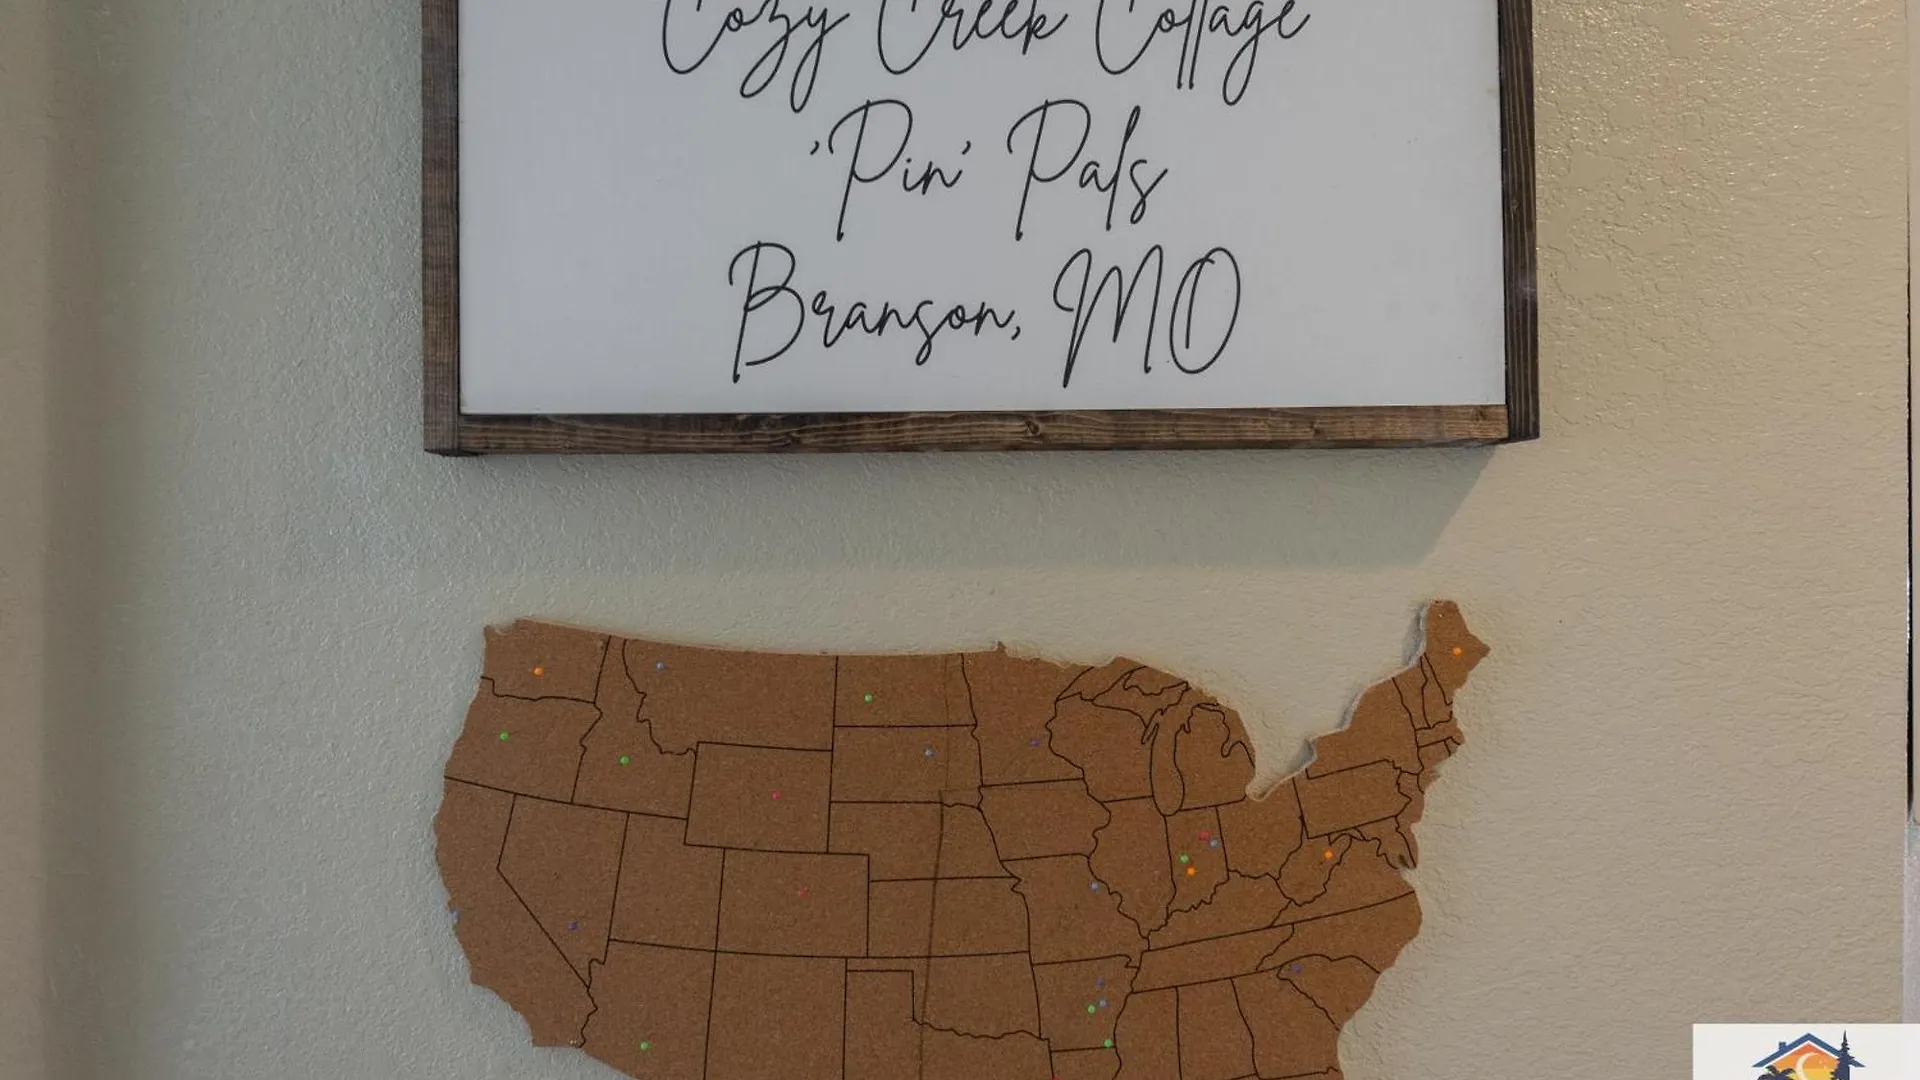 Cozy Creek Cottage
'Pin' Pals
Branson, MO